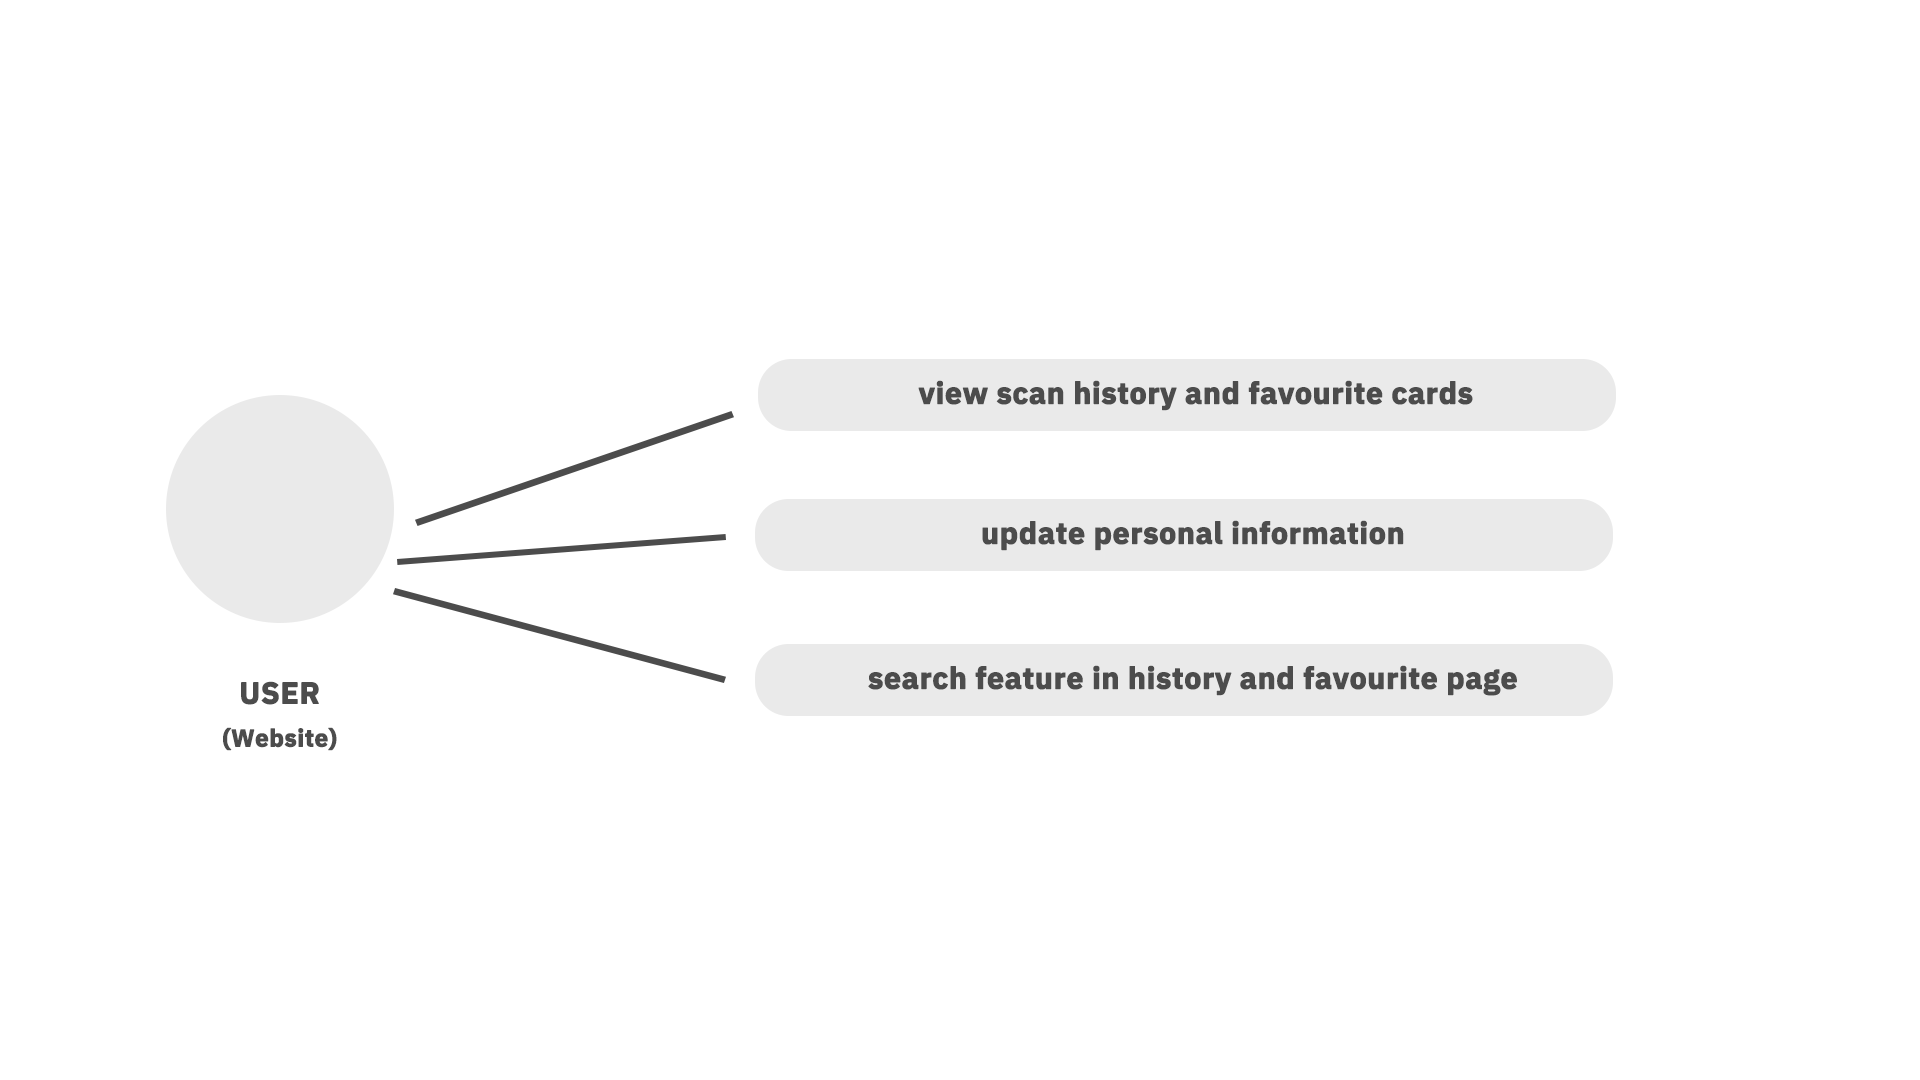 view scan history and favourite cards
update personal information
search feature in history and favourite page
USER
(Website)